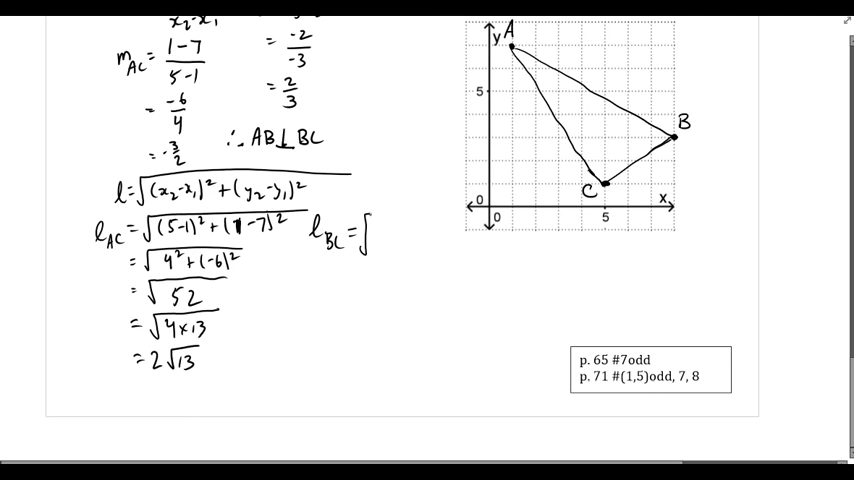 x₂-x₁
m_AC = 1-7 / 5-1
= -6/4
= -3/2
= -2/-3
= 2/3
∴ AB⊥BC
l=√(x₂-x₁)²+(y₂-y₁)²
l_AC = √(5-1)²+(1-7)²
= √4²+(-6)²
= √52
= √4×13
= 2√13
l_BC = √
y A
5
B
C
0
x
0
5
p. 65 #7odd
p. 71 #(1,5)odd, 7, 8